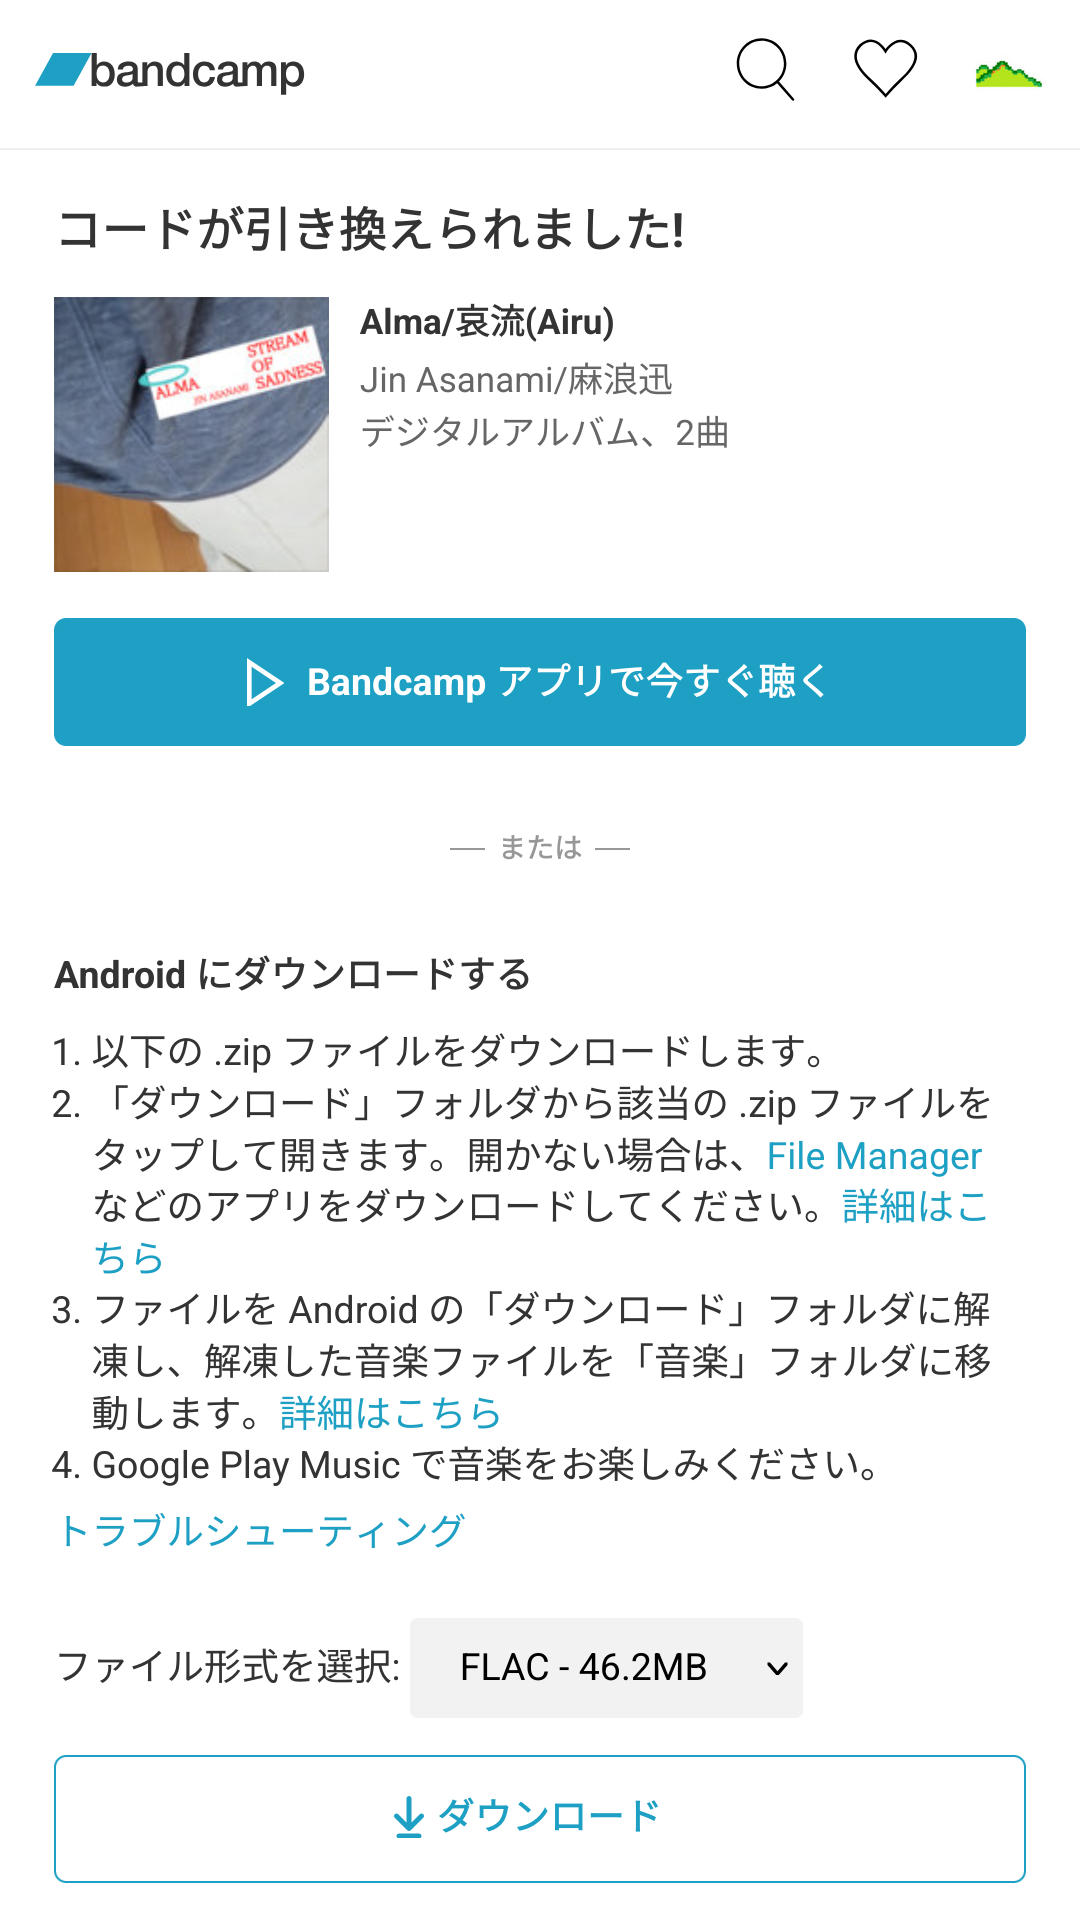 bandcamp
コードが引き換えられました!
STREAM
OF
SADNESS
ALMA
JIN ASANAMI
Alma/哀流(Airu)
Jin Asanami/麻浪迅
デジタルアルバム、2曲
Bandcamp アプリで今すぐ聴く
または
Android にダウンロードする
1. 以下の .zip ファイルをダウンロードします。
2. 「ダウンロード」フォルダから該当の .zip ファイルを
タップして開きます。開かない場合は、File Manager
などのアプリをダウンロードしてください。詳細はこ
ちら
3. ファイルを Android の「ダウンロード」フォルダに解
凍し、解凍した音楽ファイルを「音楽」フォルダに移
動します。詳細はこちら
4. Google Play Music で音楽をお楽しみください。
トラブルシューティング
ファイル形式を選択: FLAC - 46.2MB
ダウンロード